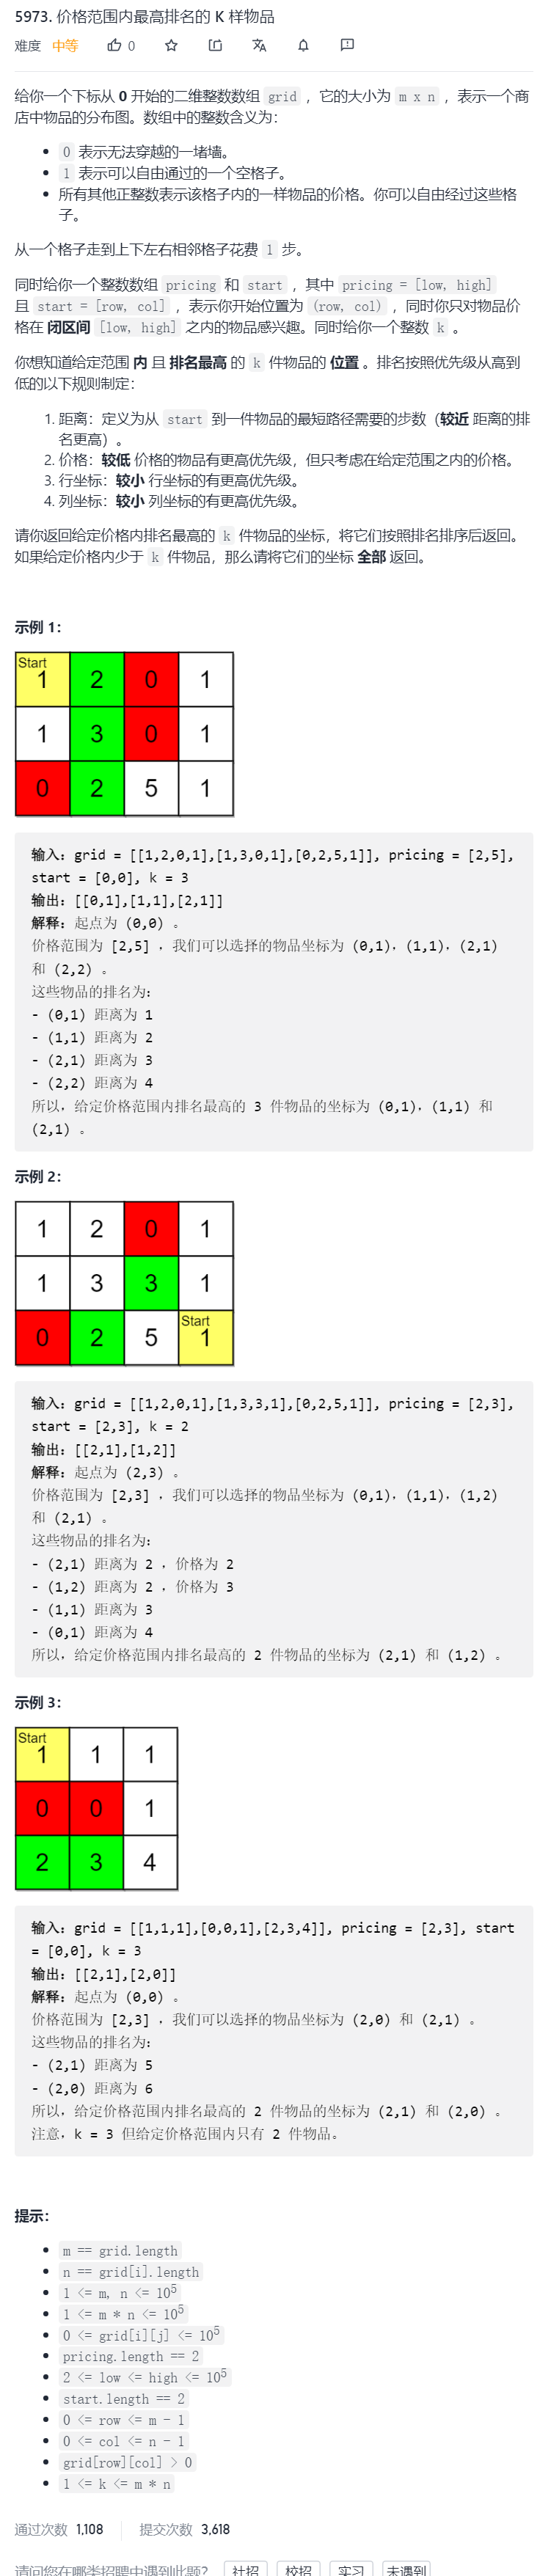 5973. 价格范围内最高排名的 K 样物品
难度 中等 0
给你一个下标从 0 开始的二维整数数组 grid ，它的大小为 m x n ，表示一个商
店中物品的分布图。数组中的整数含义为：
0 表示无法穿越的一堵墙。
1 表示可以自由通过的一个空格子。
所有其他正整数表示该格子内的一样物品的价格。你可以自由经过这些格
子。
从一个格子走到上下左右相邻格子花费 1 步。
同时给你一个整数数组 pricing 和 start ，其中 pricing = [low, high]
且 start = [row, col] ，表示你开始位置为 (row, col) ，同时你只对物品价
格在 闭区间 [low, high] 之内的物品感兴趣。同时给你一个整数 k 。
你想知道给定范围 内 且 排名最高 的 k 件物品的 位置 。排名按照优先级从高到
低的以下规则制定：
1. 距离：定义为从 start 到一件物品的最短路径需要的步数（较近 距离的排
名更高）。
2. 价格：较低 价格的物品有更高优先级，但只考虑在给定范围之内的价格。
3. 行坐标：较小 行坐标的有更高优先级。
4. 列坐标：较小 列坐标的有更高优先级。
请你返回给定价格内排名最高的 k 件物品的坐标，将它们按照排名排序后返回。
如果给定价格内少于 k 件物品，那么请将它们的坐标 全部 返回。
示例 1：
Start
1 2 0 1
1 3 0 1
0 2 5 1
输入：grid = [[1,2,0,1],[1,3,0,1],[0,2,5,1]], pricing = [2,5],
start = [0,0], k = 3
输出：[[0,1],[1,1],[2,1]]
解释：起点为 (0,0) 。
价格范围为 [2,5] ，我们可以选择的物品坐标为 (0,1)，(1,1)，(2,1)
和 (2,2) 。
这些物品的排名为：
- (0,1) 距离为 1
- (1,1) 距离为 2
- (2,1) 距离为 3
- (2,2) 距离为 4
所以，给定价格范围内排名最高的 3 件物品的坐标为 (0,1)，(1,1) 和
(2,1) 。
示例 2：
1 2 0 1
1 3 3 1
Start
0 2 5 1
输入：grid = [[1,2,0,1],[1,3,3,1],[0,2,5,1]], pricing = [2,3],
start = [2,3], k = 2
输出：[[2,1],[1,2]]
解释：起点为 (2,3) 。
价格范围为 [2,3] ，我们可以选择的物品坐标为 (0,1)，(1,1)，(1,2)
和 (2,1) 。
这些物品的排名为：
- (2,1) 距离为 2 ，价格为 2
- (1,2) 距离为 2 ，价格为 3
- (1,1) 距离为 3
- (0,1) 距离为 4
所以，给定价格范围内排名最高的 2 件物品的坐标为 (2,1) 和 (1,2) 。
示例 3：
Start
1 1 1
0 0 1
2 3 4
输入：grid = [[1,1,1],[0,0,1],[2,3,4]], pricing = [2,3], start
= [0,0], k = 3
输出：[[2,1],[2,0]]
解释：起点为 (0,0) 。
价格范围为 [2,3] ，我们可以选择的物品坐标为 (2,0) 和 (2,1) 。
这些物品的排名为：
- (2,1) 距离为 5
- (2,0) 距离为 6
所以，给定价格范围内排名最高的 2 件物品的坐标为 (2,1) 和 (2,0) 。
注意，k = 3 但给定价格范围内只有 2 件物品。
提示：
m == grid.length
n == grid[i].length
1 <= m, n <= 10⁵
1 <= m * n <= 10⁵
0 <= grid[i][j] <= 10⁵
pricing.length == 2
2 <= low <= high <= 10⁵
start.length == 2
0 <= row <= m - 1
0 <= col <= n - 1
grid[row][col] > 0
1 <= k <= m * n
通过次数 1,108 提交次数 3,618
请问您在哪类招聘中遇到此题？ 社招 校招 实习 未遇到